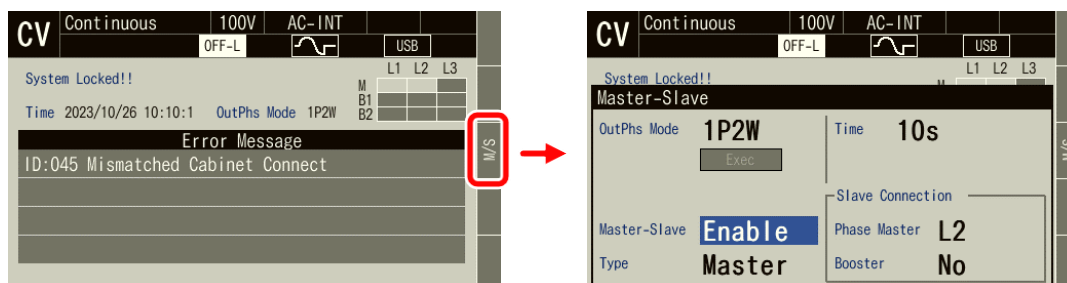 CV Continuous 100V AC-INT
OFF-L USB
System Locked!! L1 L2 L3
M
Time 2023/10/26 10:10:1 OutPhs Mode 1P2W B1
B2
Error Message
ID:045 Mismatched Cabinet Connect
M/S
CV Continuous 100V AC-INT
OFF-L USB
System Locked!! L1 L2 L3
Master-Slave
OutPhs Mode 1P2W Time 10s
Exec
Slave Connection
Master-Slave Enable Phase Master L2
Type Master Booster No